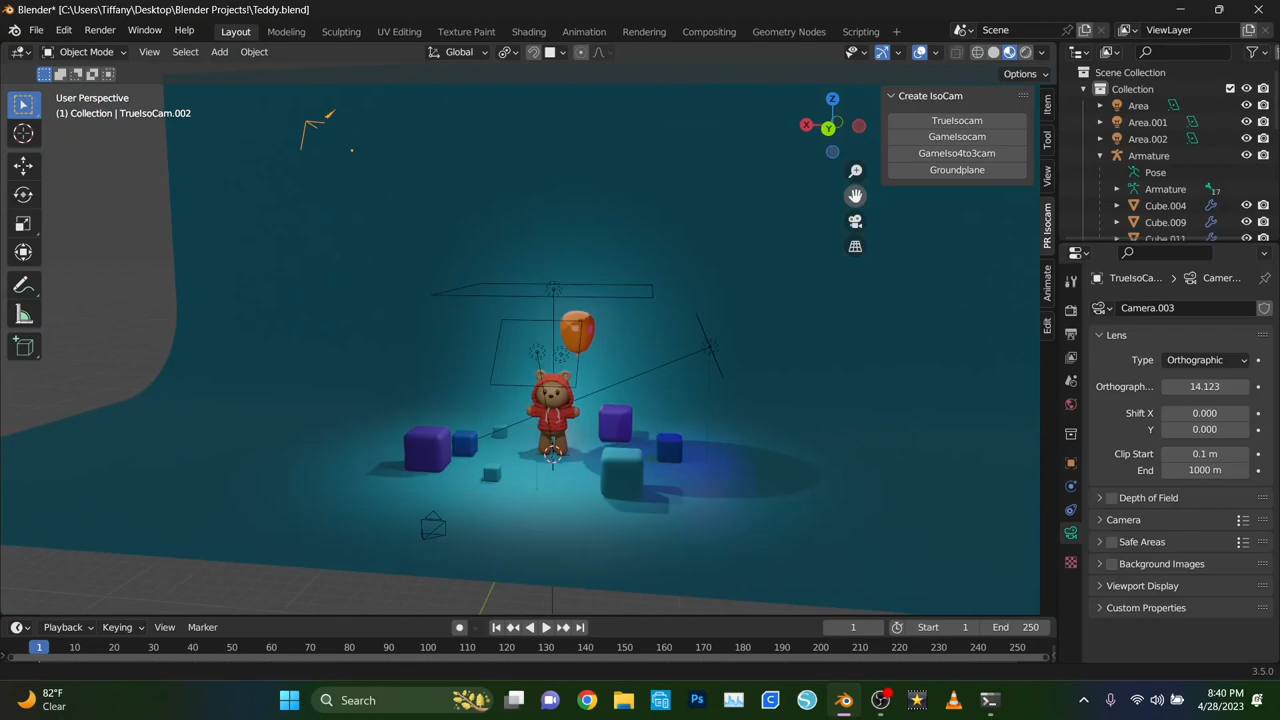 Blender* [C:\Users\Tiffany\Desktop\Blender Projects!\Teddy.blend]
File Edit Render Window Help Layout Modeling Sculpting UV Editing Texture Paint Shading Animation Rendering Compositing Geometry Nodes Scripting + Scene ViewLayer
Object Mode View Select Add Object Global
Options
User Perspective
(1) Collection | TrueIsoCam.002
Create IsoCam
TrueIsocam
GameIsocam
GameIso4to3cam
Groundplane
X Y Z
Item
Tool
View
PR Isocam
Animate
Edit
Scene Collection
Collection
Area
Area.001
Area.002
Armature
Pose
Armature 17
Cube.004
Cube.009
Cube.011
TrueIsoCa... Camer...
Camera.003
Lens
Type Orthographic
Orthograph... 14.123
Shift X 0.000
Y 0.000
Clip Start 0.1 m
End 1000 m
Depth of Field
Camera
Safe Areas
Background Images
Viewport Display
Custom Properties
Playback Keying View Marker 1 Start 1 End 250
1 10 20 30 40 50 60 70 80 90 100 110 120 130 140 150 160 170 180 190 200 210 220 230 240 250
3.5.0
82°F
Clear
Search
Ps
8:40 PM
4/28/2023